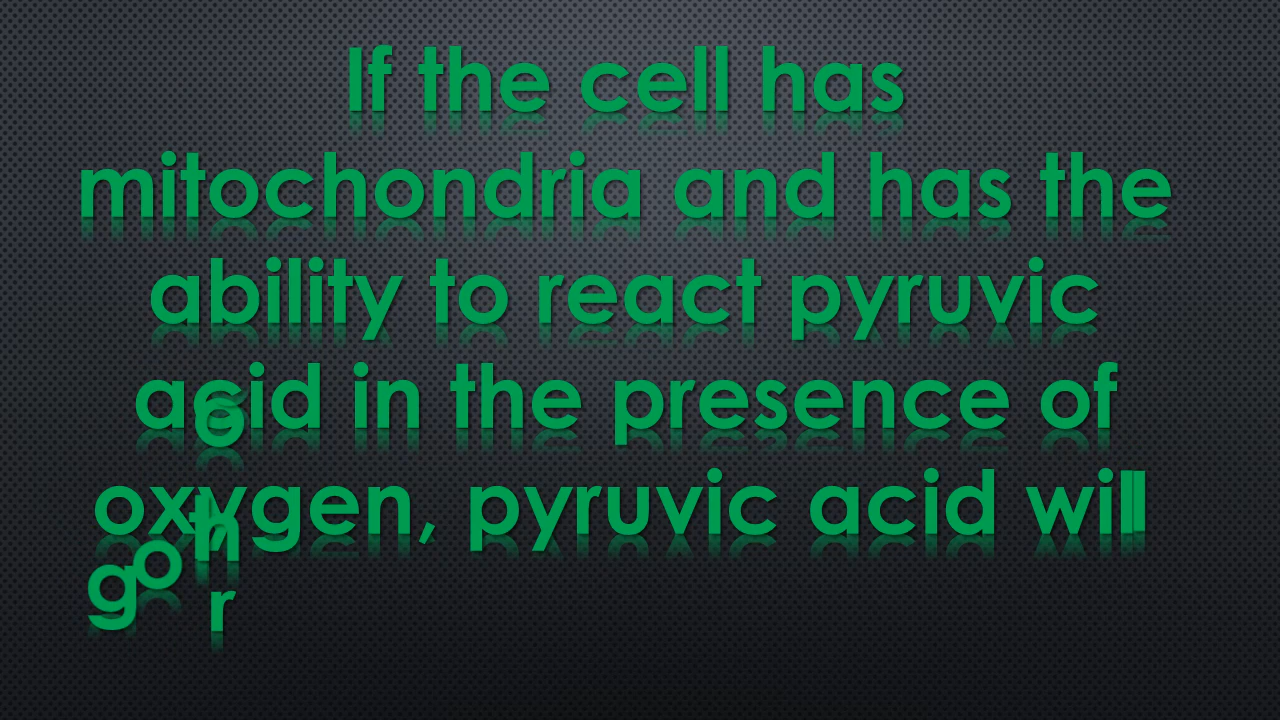 If the cell has
mitochondria and has the
ability to react pyruvic
acid in the presence of
oxygen, pyruvic acid will
go